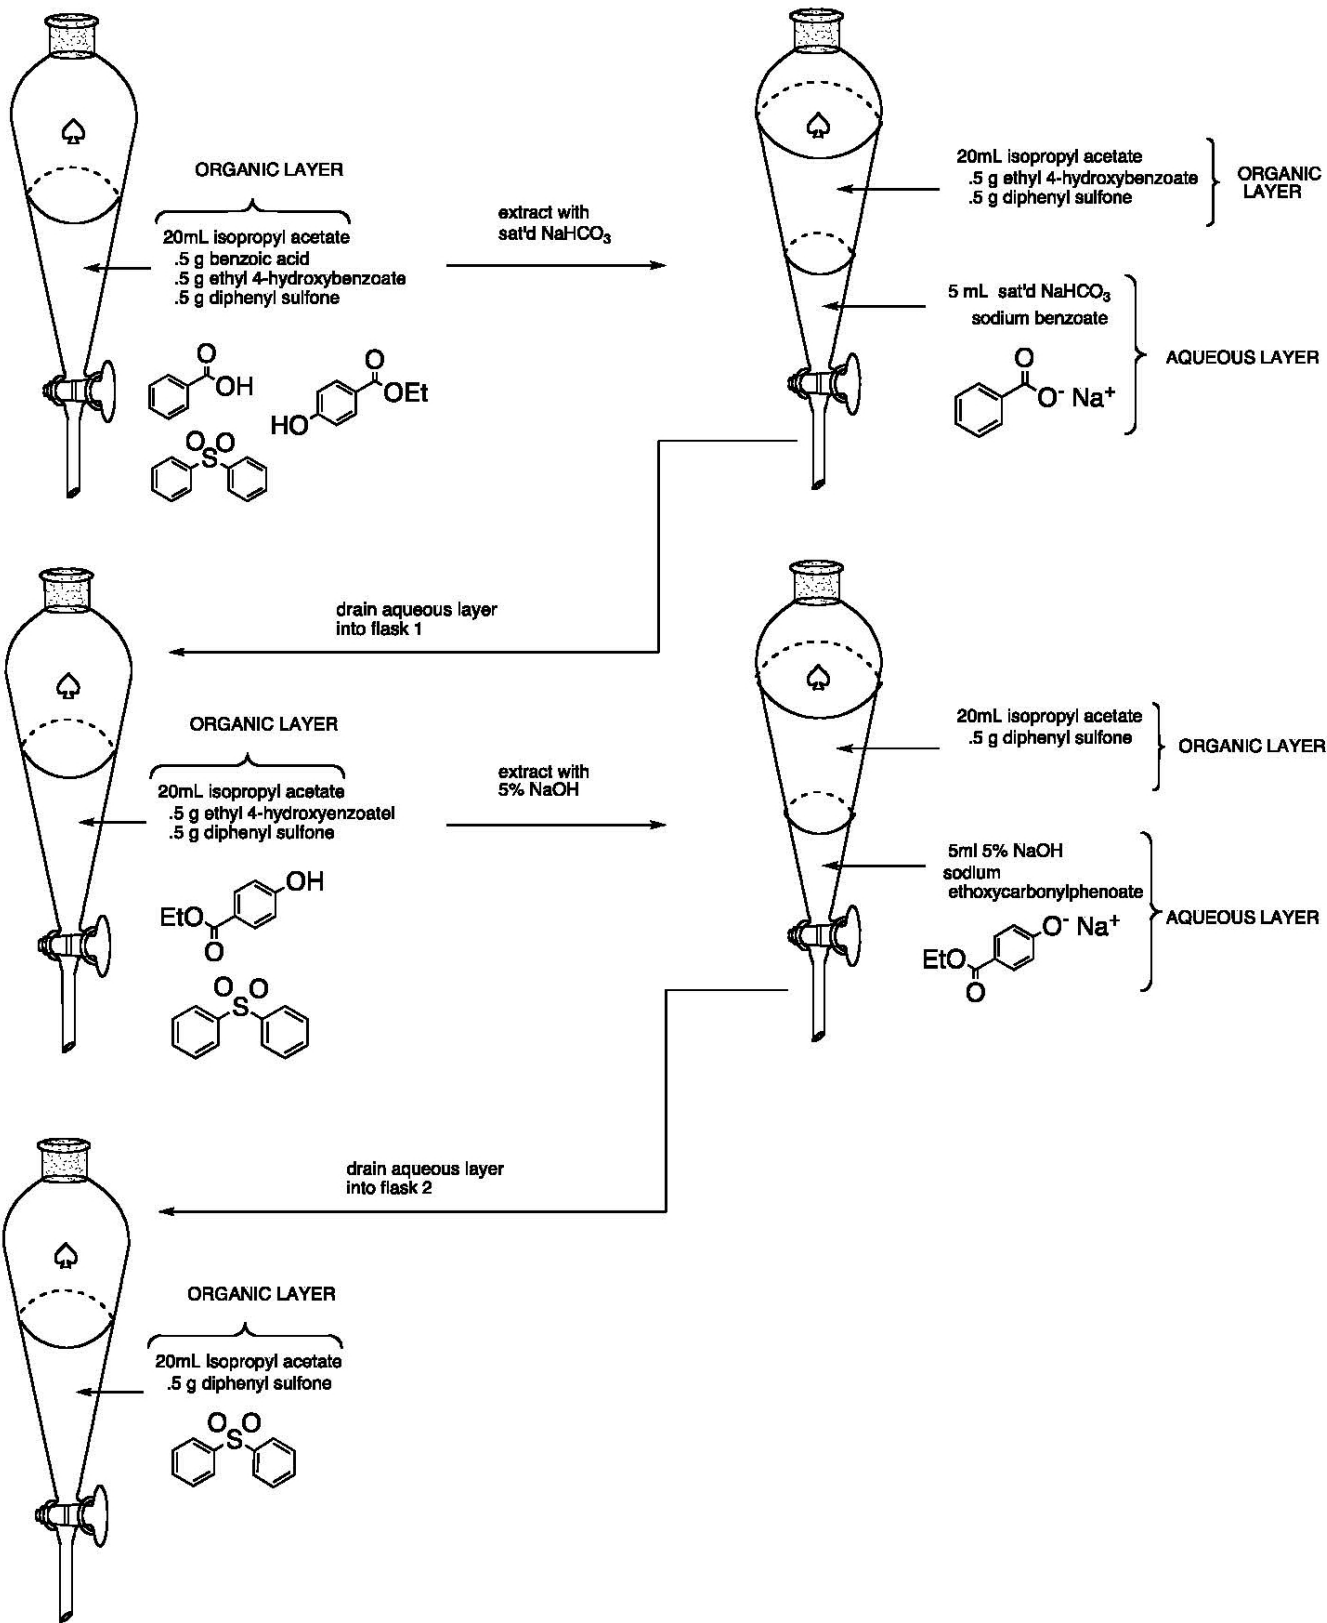 ORGANIC LAYER
20mL isopropyl acetate
.5 g benzoic acid
.5 g ethyl 4-hydroxybenzoate
.5 g diphenyl sulfone
O
OH
O
OEt
HO
O O
S
extract with
sat'd NaHCO3
20mL isopropyl acetate
.5 g ethyl 4-hydroxybenzoate
.5 g diphenyl sulfone
ORGANIC
LAYER
5 mL sat'd NaHCO3
sodium benzoate
AQUEOUS LAYER
O
O- Na+
drain aqueous layer
into flask 1
ORGANIC LAYER
20mL isopropyl acetate
.5 g ethyl 4-hydroxyenzoatel
.5 g diphenyl sulfone
OH
EtO
O
O O
S
extract with
5% NaOH
20mL isopropyl acetate
.5 g diphenyl sulfone
ORGANIC LAYER
5ml 5% NaOH
sodium
ethoxycarbonylphenoate
AQUEOUS LAYER
O- Na+
EtO
O
drain aqueous layer
into flask 2
ORGANIC LAYER
20mL isopropyl acetate
.5 g diphenyl sulfone
O O
S